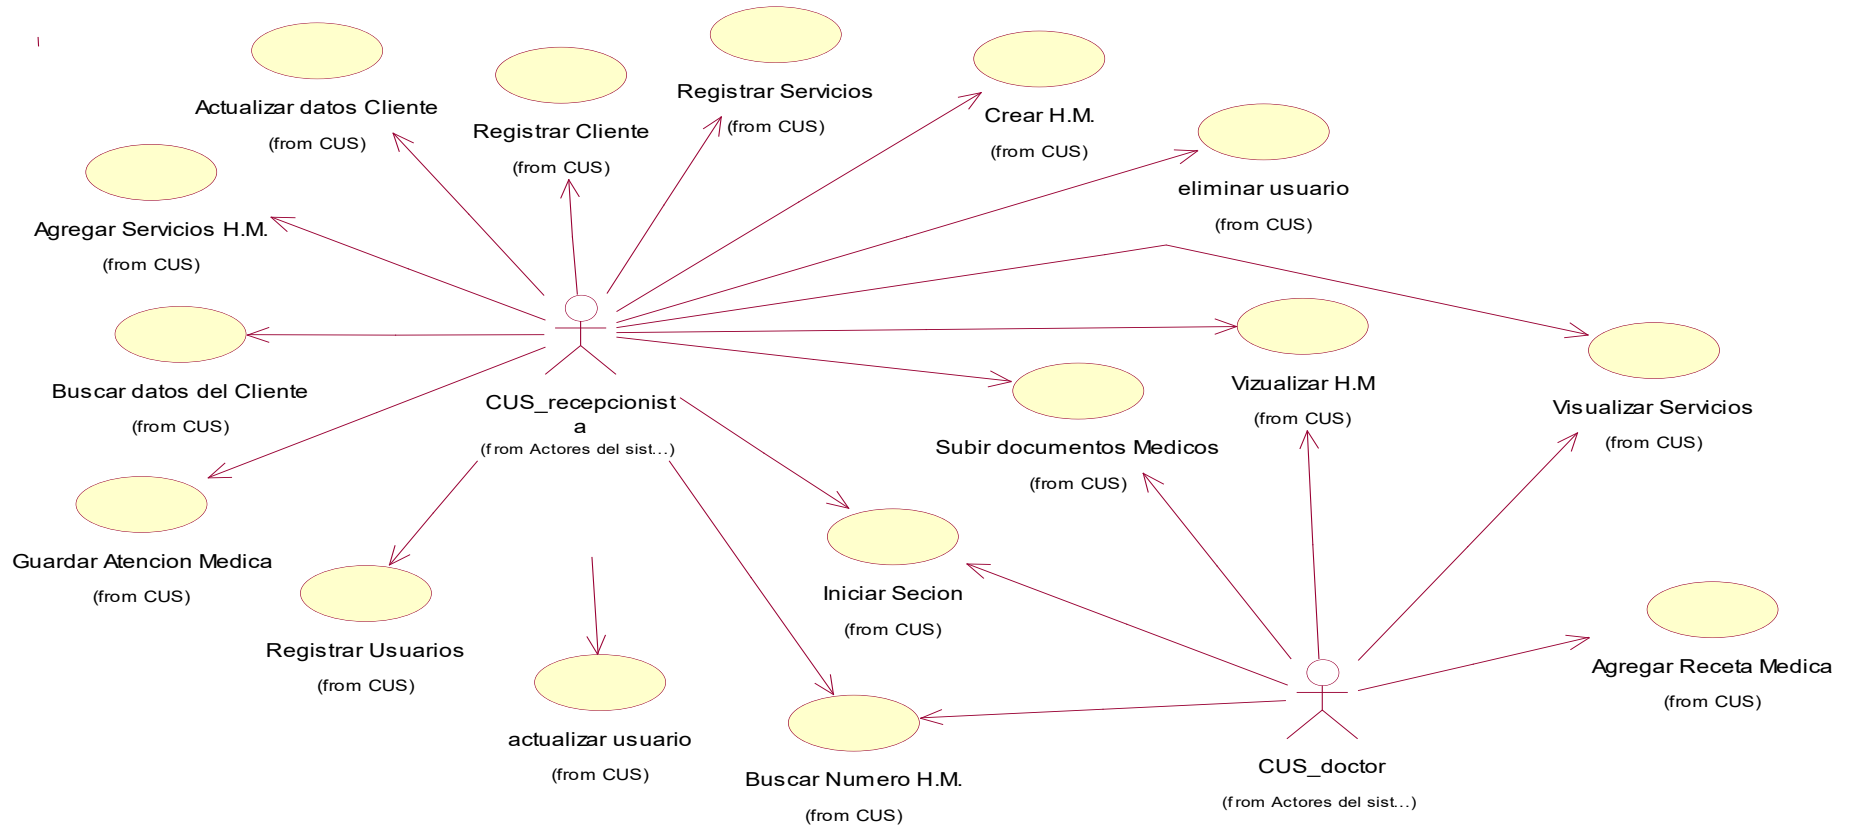 Registrar Servicios
(from CUS)
Actualizar datos Cliente
(from CUS)
Crear H.M.
(from CUS)
Registrar Cliente
(from CUS)
eliminar usuario
(from CUS)
Agregar Servicios H.M.
(from CUS)
Buscar datos del Cliente
(from CUS)
Vizualizar H.M
(from CUS)
CUS_recepcionist
a
(from Actores del sist...)
Visualizar Servicios
(from CUS)
Subir documentos Medicos
(from CUS)
Guardar Atencion Medica
(from CUS)
Iniciar Secion
(from CUS)
Registrar Usuarios
(from CUS)
Agregar Receta Medica
(from CUS)
actualizar usuario
(from CUS)
CUS_doctor
(from Actores del sist...)
Buscar Numero H.M.
(from CUS)